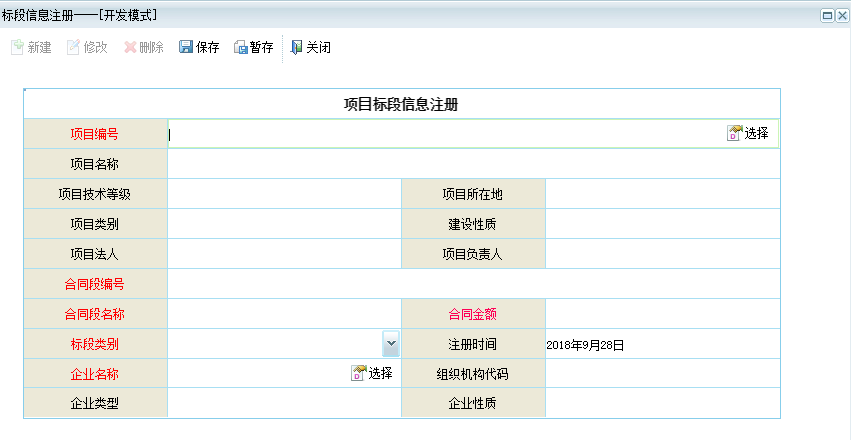 标段信息注册——[开发模式]
新建 修改 删除 保存 暂存 关闭
项目标段信息注册
项目编号 选择
项目名称
项目技术等级 项目所在地
项目类别 建设性质
项目法人 项目负责人
合同段编号
合同段名称 合同金额
标段类别 注册时间 2018年9月28日
企业名称 选择 组织机构代码
企业类型 企业性质